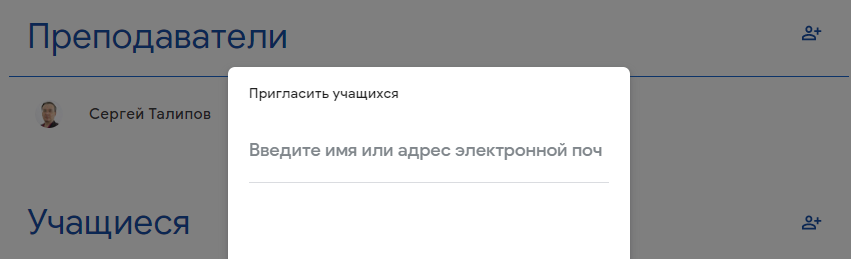 Преподаватели
Пригласить учащихся
Сергей Талипов
Введите имя или адрес электронной поч
Учащиеся